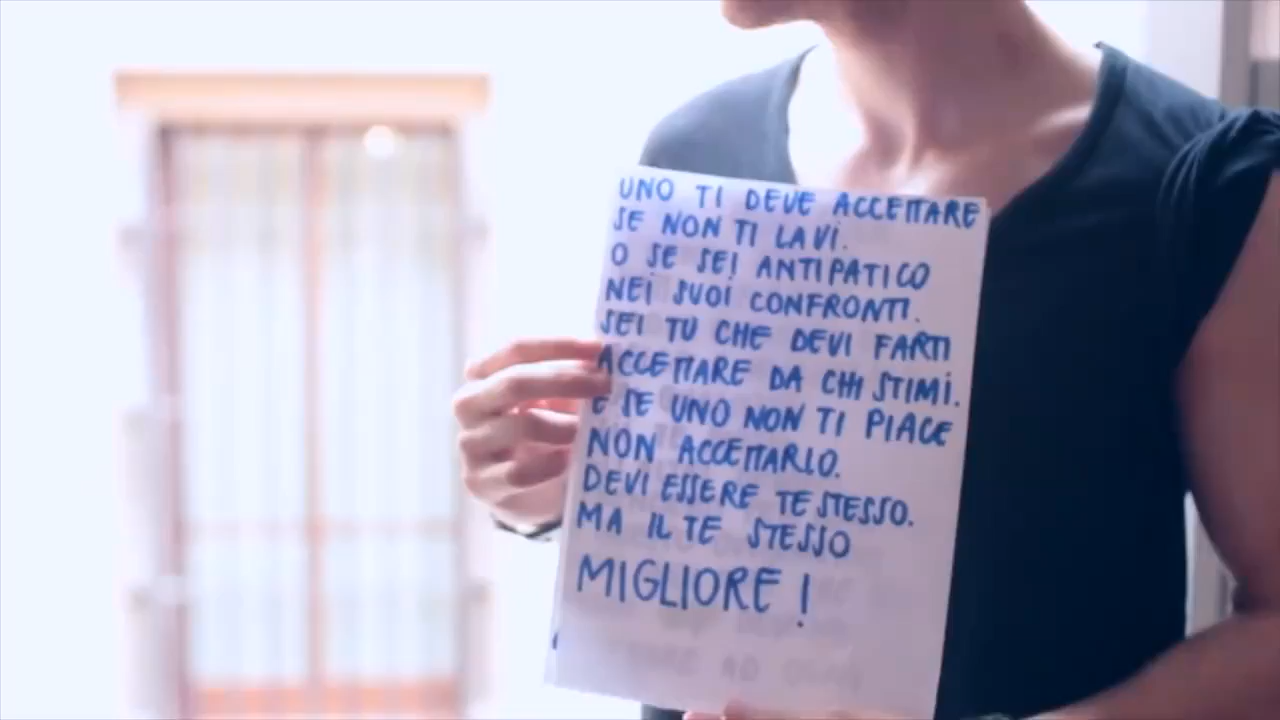 UNO TI DEVE ACCETTARE
SE NON TI LAVI.
O SE SEI ANTIPATICO
NEI SUOI CONFRONTI.
SEI TU CHE DEVI FARTI
ACCETTARE DA CHI STIMI.
E SE UNO NON TI PIACE
NON ACCETTARLO.
DEVI ESSERE TE STESSO.
MA IL TE STESSO
MIGLIORE!